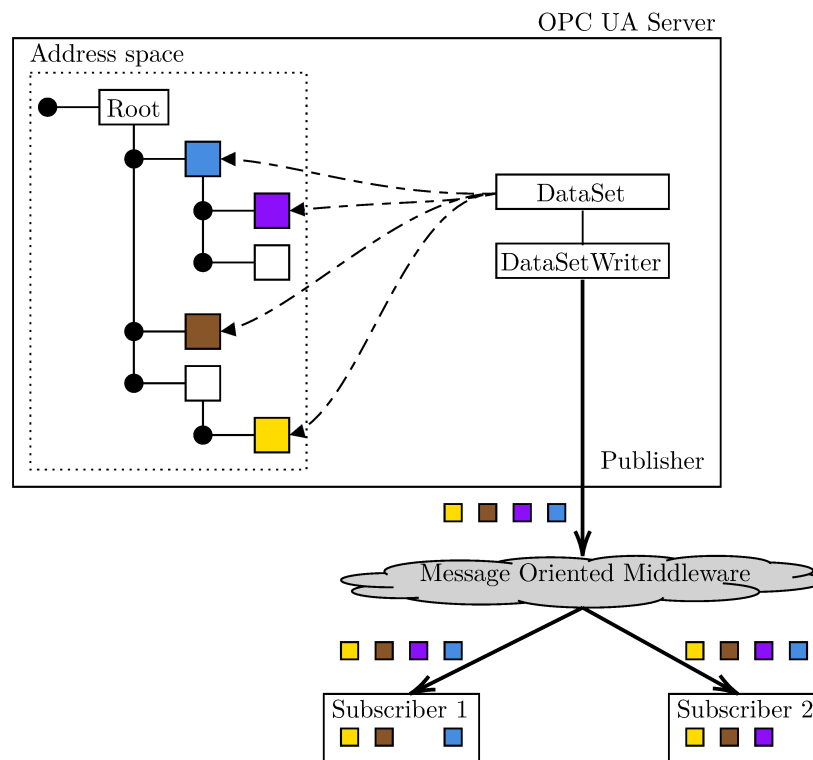 OPC UA Server
Address space
Root
DataSet
DataSetWriter
Publisher
Message Oriented Middleware
Subscriber 1
Subscriber 2